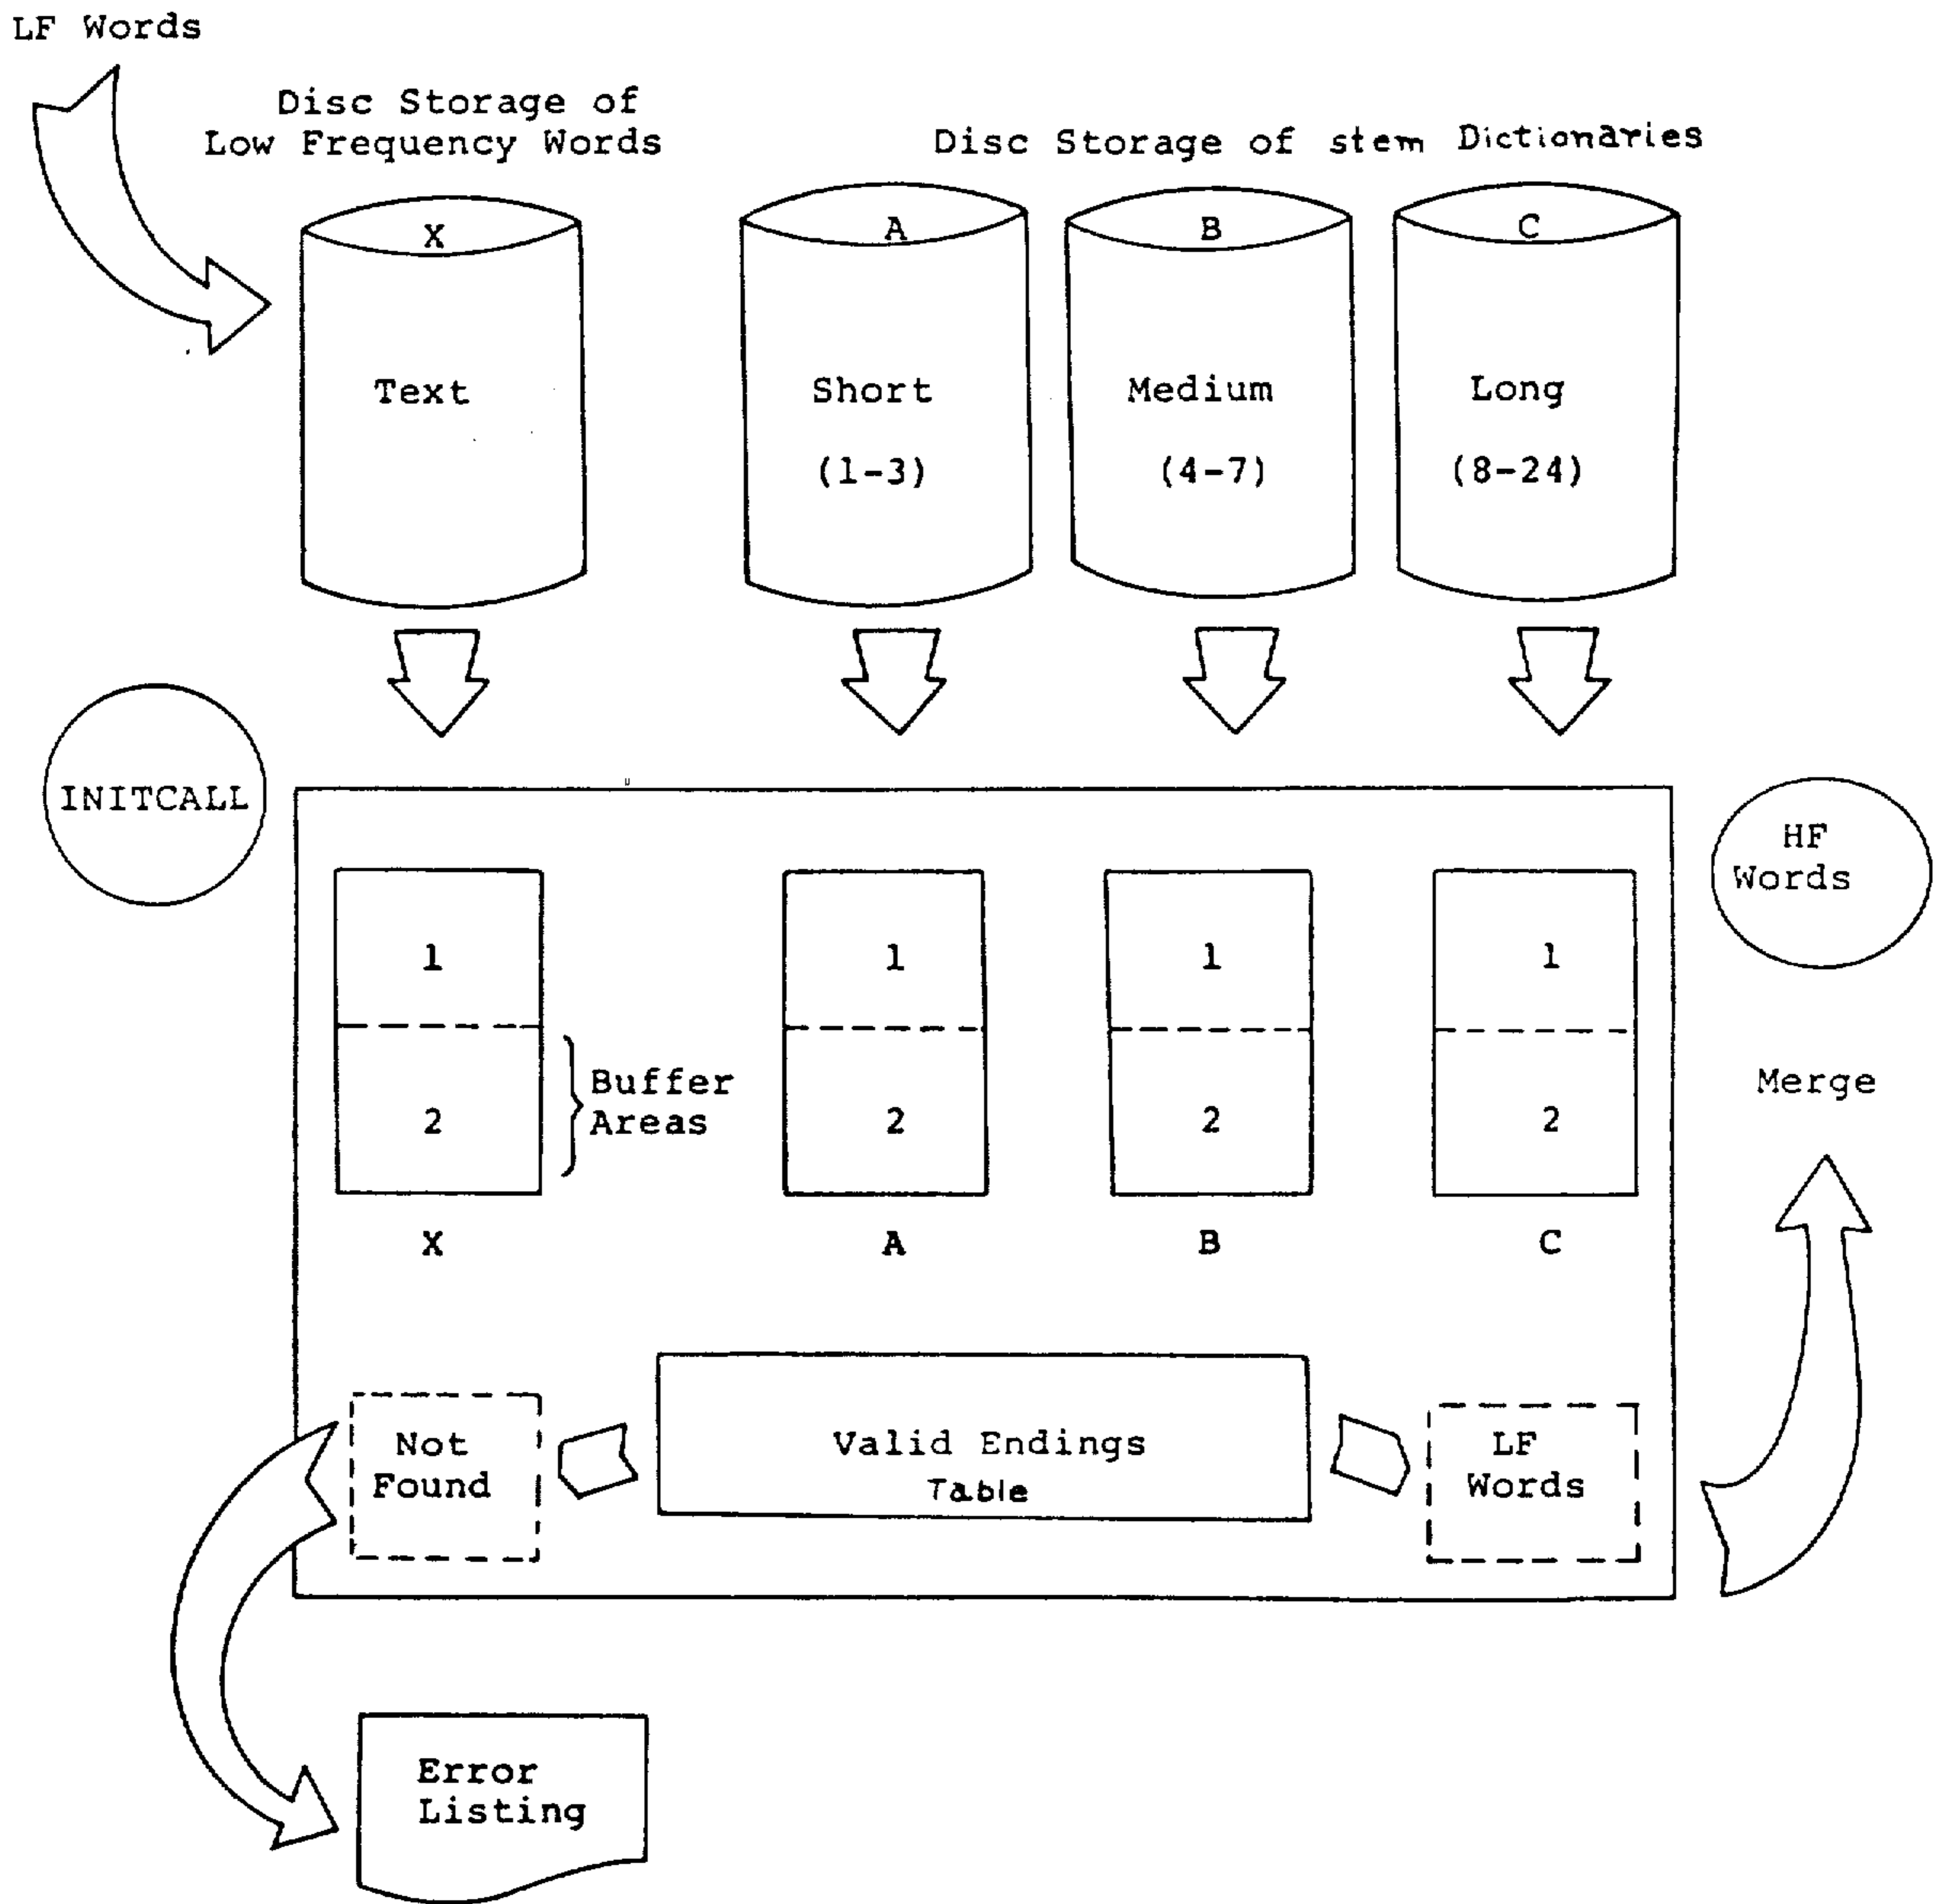 LF Words
Disc Storage of
Low Frequency Words
Disc Storage of stem Dictionaries
X
A
B
C
Text
Short
(1-3)
Medium
(4-7)
Long
(8-24)
INITCALL
HF
Words
1
1
1
1
Buffer
Areas
2
2
2
2
Merge
X
A
B
C
Not
Found
Valid Endings
Table
LF
Words
Error
Listing